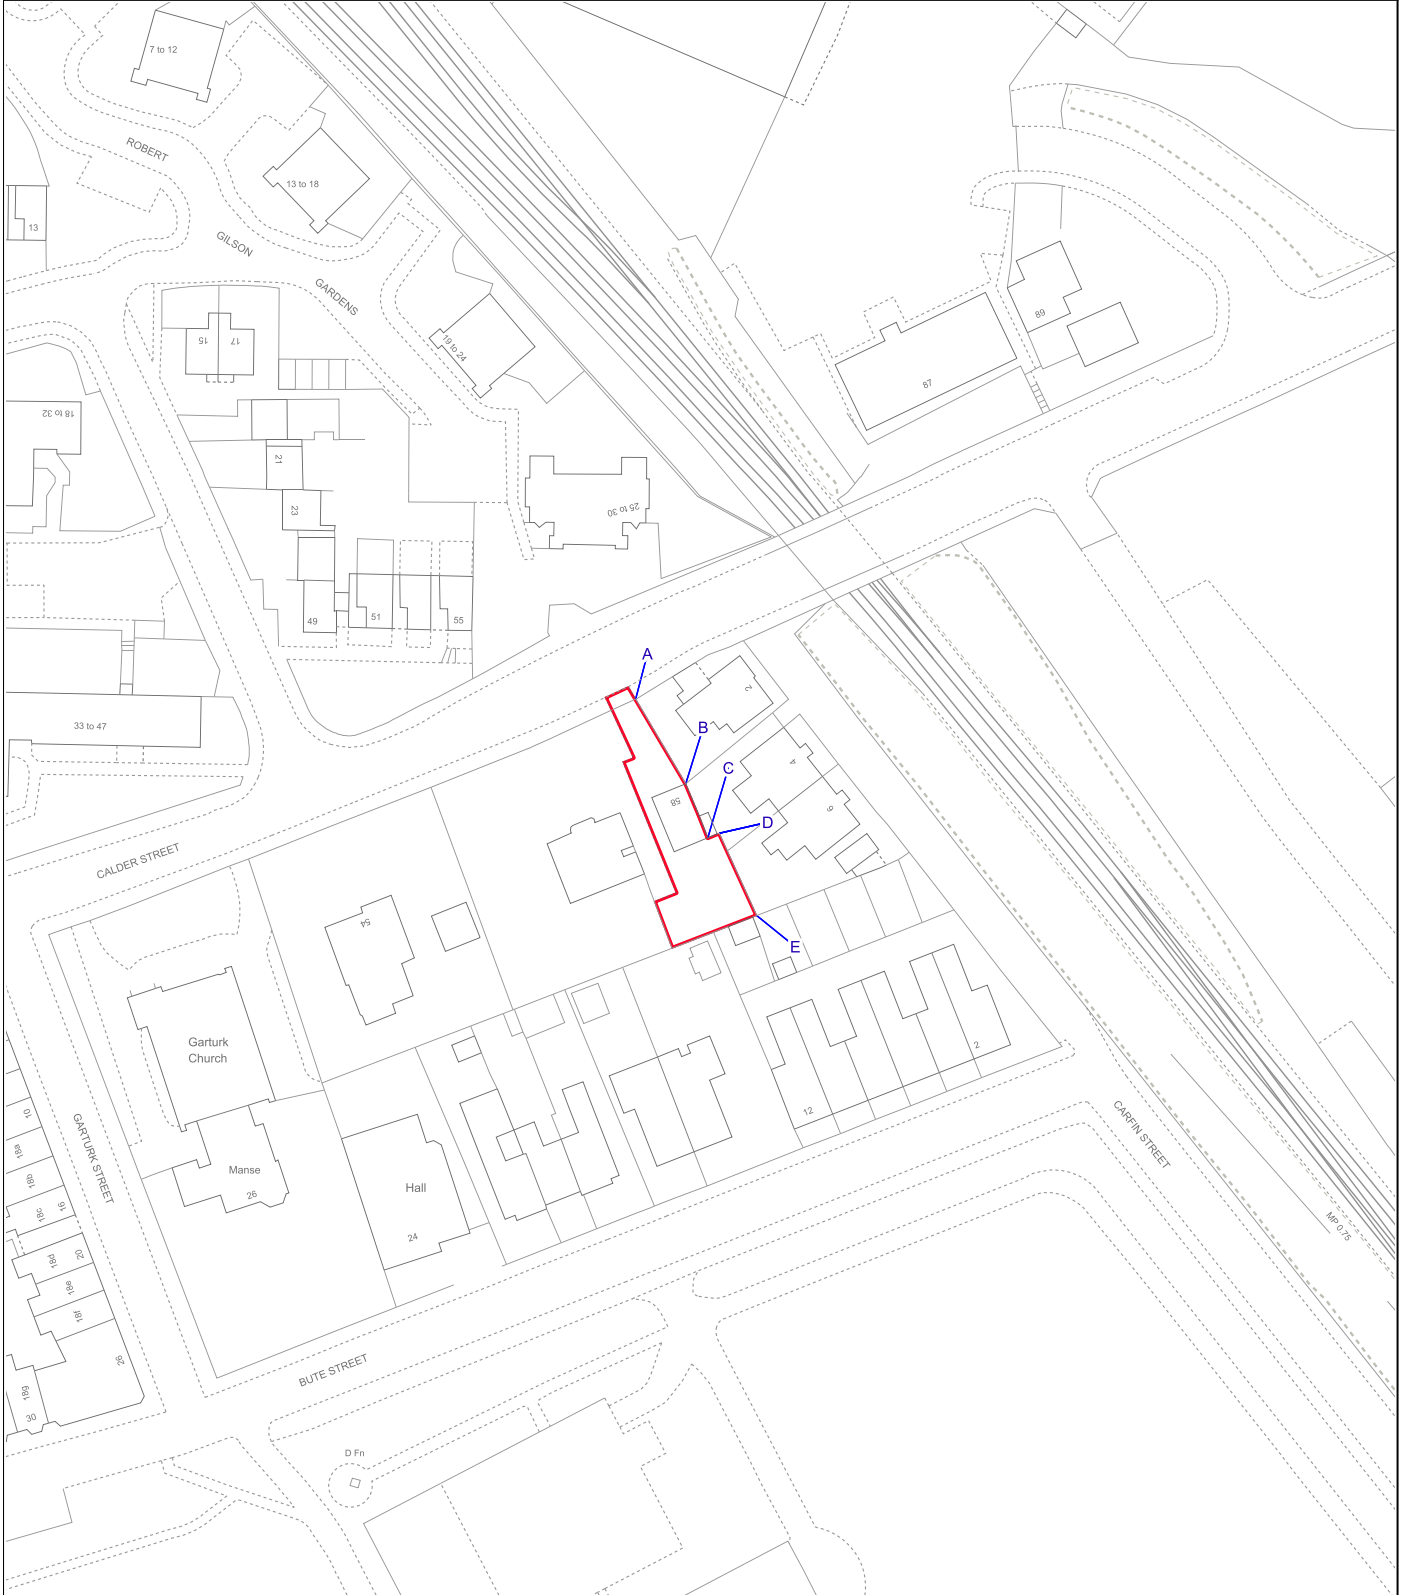 7 to 12
ROBERT
13 to 18
13
GILSON
GARDENS
15
17
19 to 24
89
87
18 to 32
21
23
25 to 30
49
51
55
A
2
33 to 47
B
C
4
58
6
D
CALDER STREET
54
E
Garturk
Church
2
12
10
GARTURK STREET
CARFIN STREET
18a
18b
Manse
26
Hall
24
16
18c
MP 0.75
20
18d
18e
18f
26
BUTE STREET
18g
30
D Fn